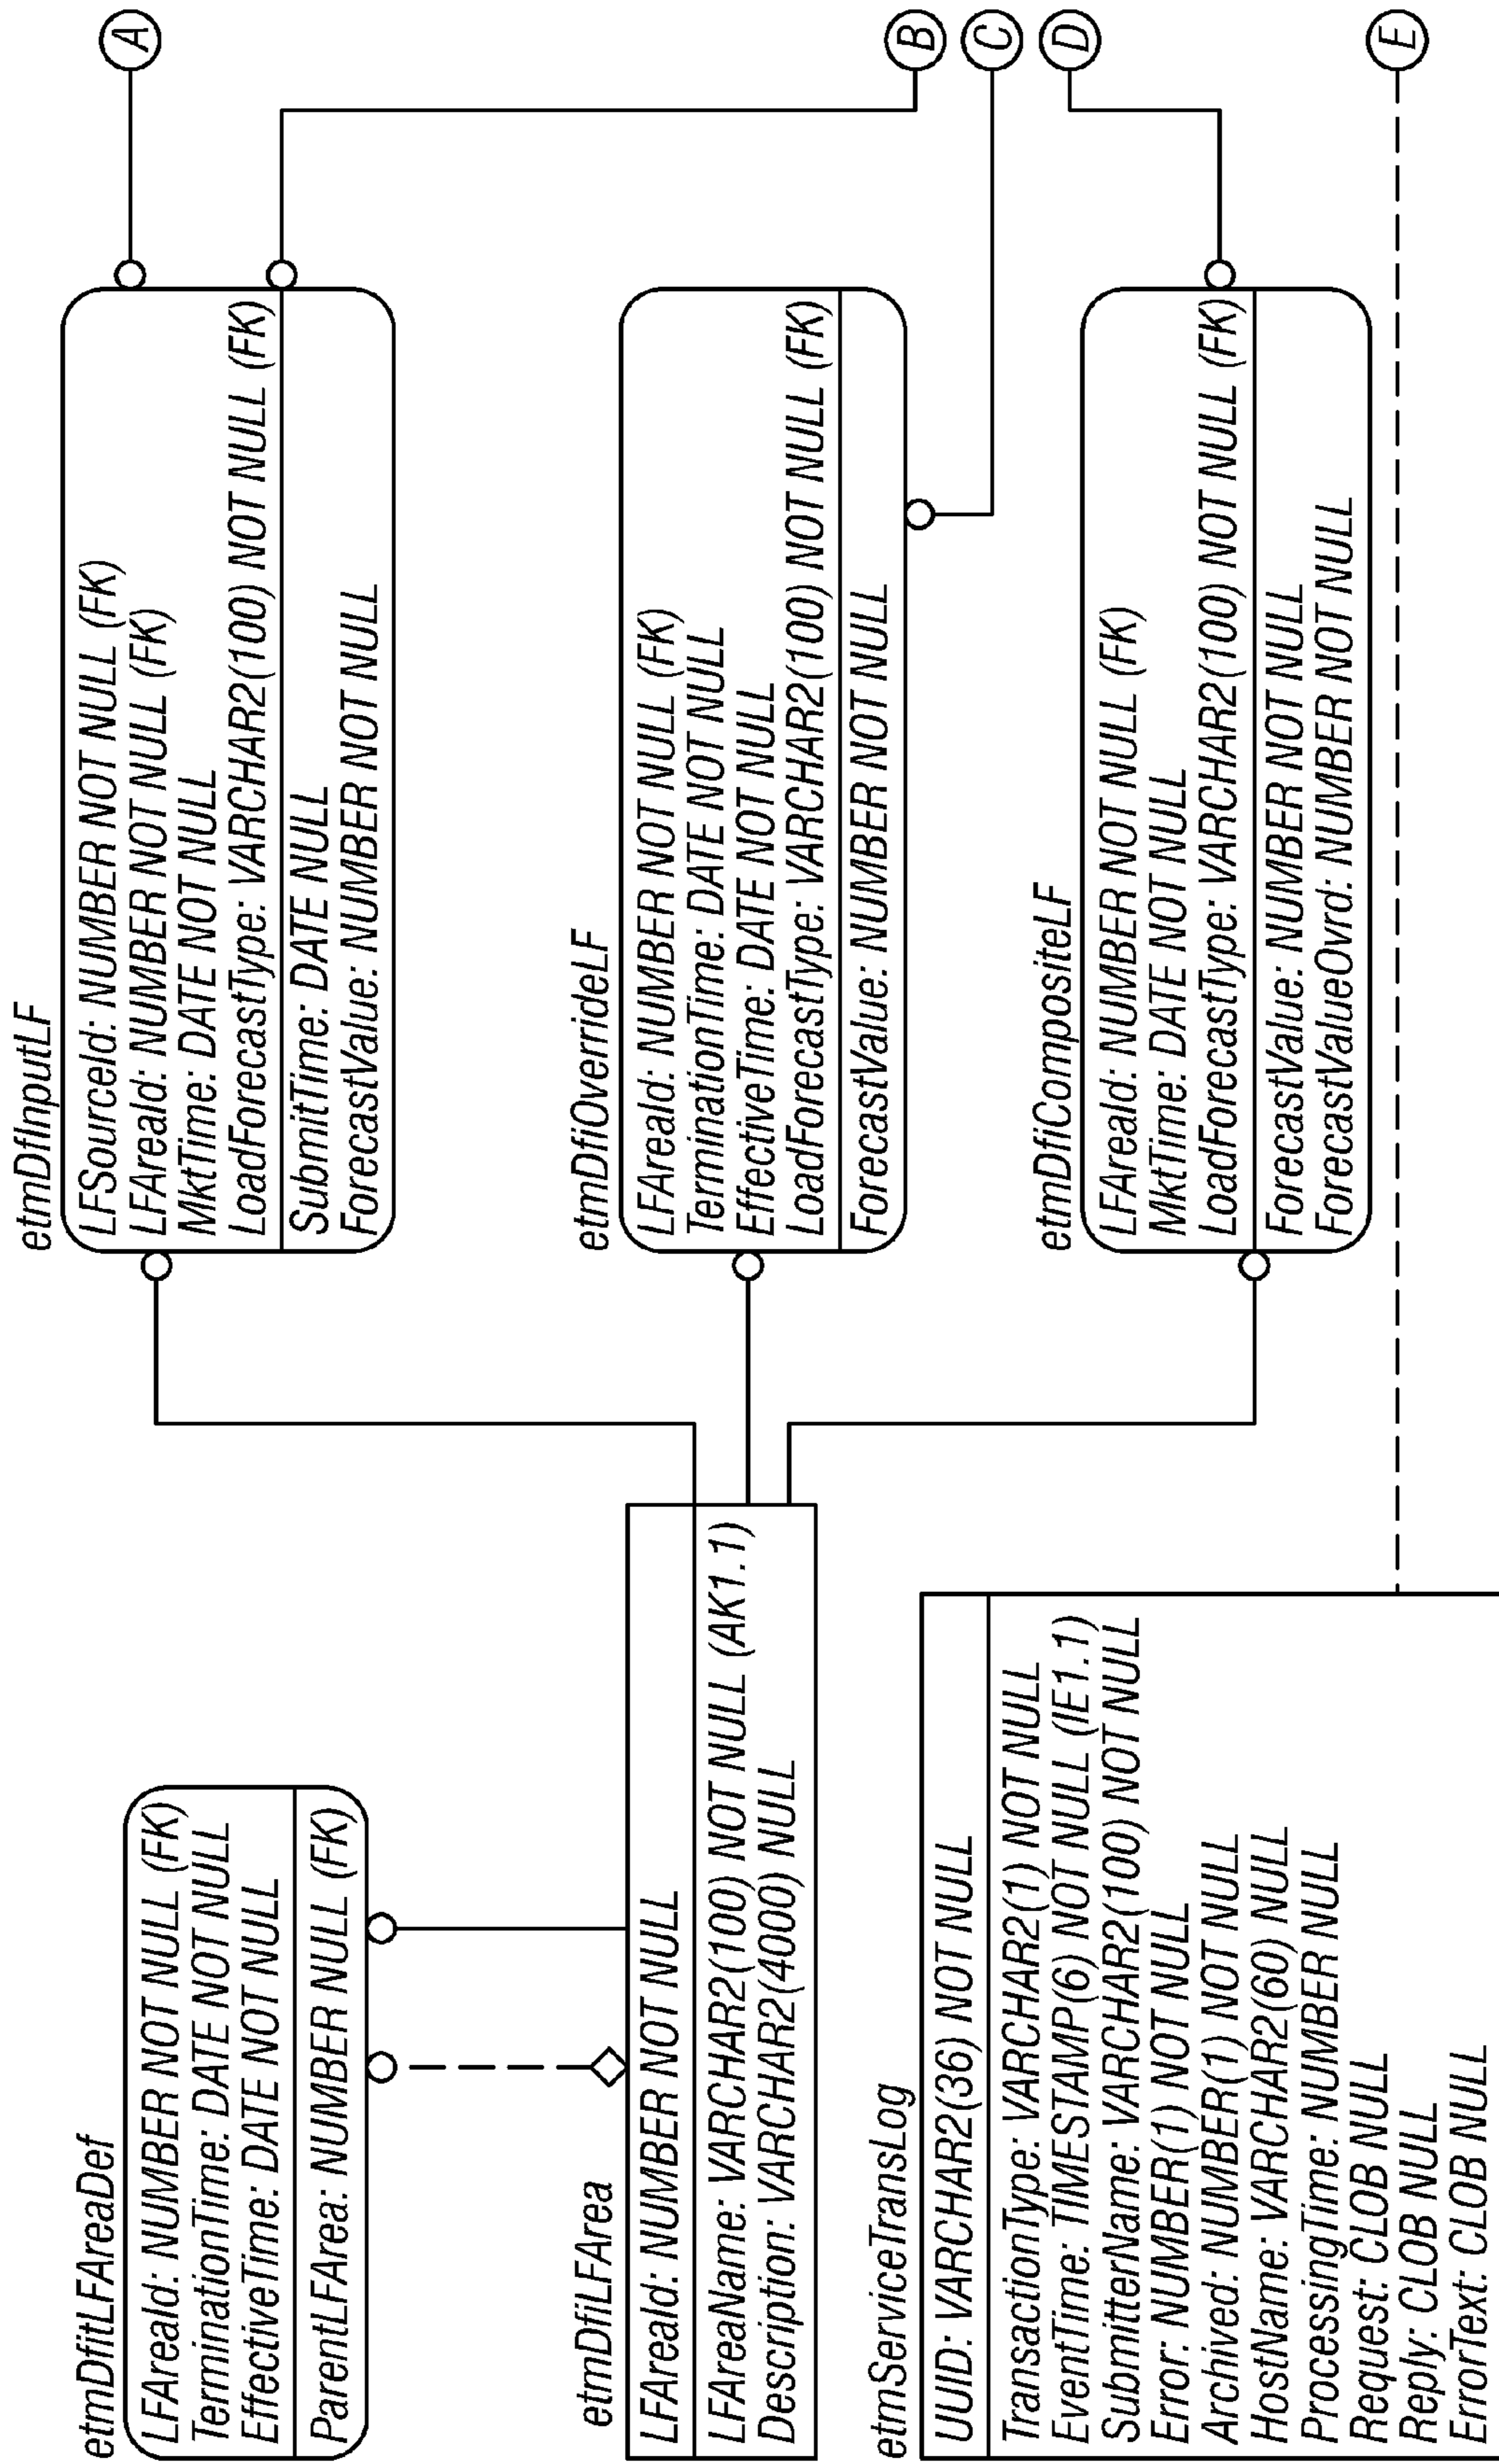 etmDfitLFAreaDef
LFAreaId: NUMBER NOT NULL (FK)
TerminationTime: DATE NOT NULL
EffectiveTime: DATE NOT NULL
ParentLFArea: NUMBER NULL (FK)
etmDfiLFArea
LFAreaId: NUMBER NOT NULL
LFAreaName: VARCHAR2(100) NOT NULL (AK1.1)
Description: VARCHAR2(4000) NULL
etmServiceTransLog
UUID: VARCHAR2(36) NOT NULL
TransactionType: VARCHAR2(1) NOT NULL
EventTime: TIMESTAMP(6) NOT NULL (IE1.1)
SubmitterName: VARCHAR2(100) NOT NULL
Error: NUMBER(1) NOT NULL
Archived: NUMBER(1) NOT NULL
HostName: VARCHAR2(60) NULL
ProcessingTime: NUMBER NULL
Request: CLOB NULL
Reply: CLOB NULL
ErrorText: CLOB NULL
etmDfInputLF
LFSourceId: NUMBER NOT NULL (FK)
LFAreaId: NUMBER NOT NULL (FK)
MktTime: DATE NOT NULL
LoadForecastType: VARCHAR2(100) NOT NULL (FK)
SubmitTime: DATE NULL
ForecastValue: NUMBER NOT NULL
etmDfiOverrideLF
LFAreaId: NUMBER NOT NULL (FK)
TerminationTime: DATE NOT NULL
EffectiveTime: DATE NOT NULL
LoadForecastType: VARCHAR2(100) NOT NULL (FK)
ForecastValue: NUMBER NOT NULL
etmDfiCompositeLF
LFAreaId: NUMBER NOT NULL (FK)
MktTime: DATE NOT NULL
LoadForecastType: VARCHAR2(100) NOT NULL (FK)
ForecastValue: NUMBER NOT NULL
ForecastValueOvrd: NUMBER NOT NULL
A
B
C
D
E